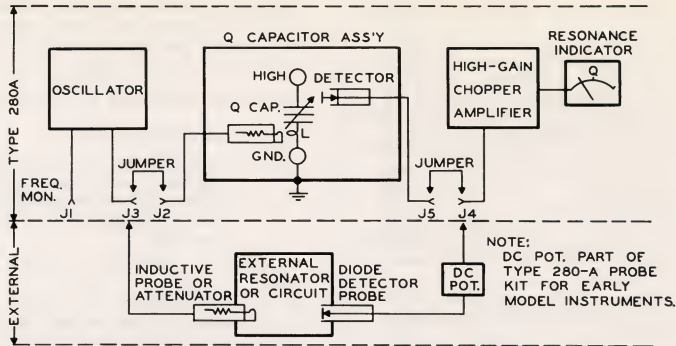 Q CAPACITOR ASS'Y
RESONANCE
INDICATOR
OSCILLATOR
HIGH
DETECTOR
HIGH-GAIN
CHOPPER
AMPLIFIER
Q
Q CAP.
L
GND.
TYPE 280A
JUMPER
JUMPER
FREQ.
MON.
J1
J3
J2
J5
J4
EXTERNAL
INDUCTIVE
PROBE OR
ATTENUATOR
EXTERNAL
RESONATOR
OR CIRCUIT
DIODE
DETECTOR
PROBE
DC
POT.
NOTE:
DC POT. PART OF
TYPE 280-A PROBE
KIT FOR EARLY
MODEL INSTRUMENTS.